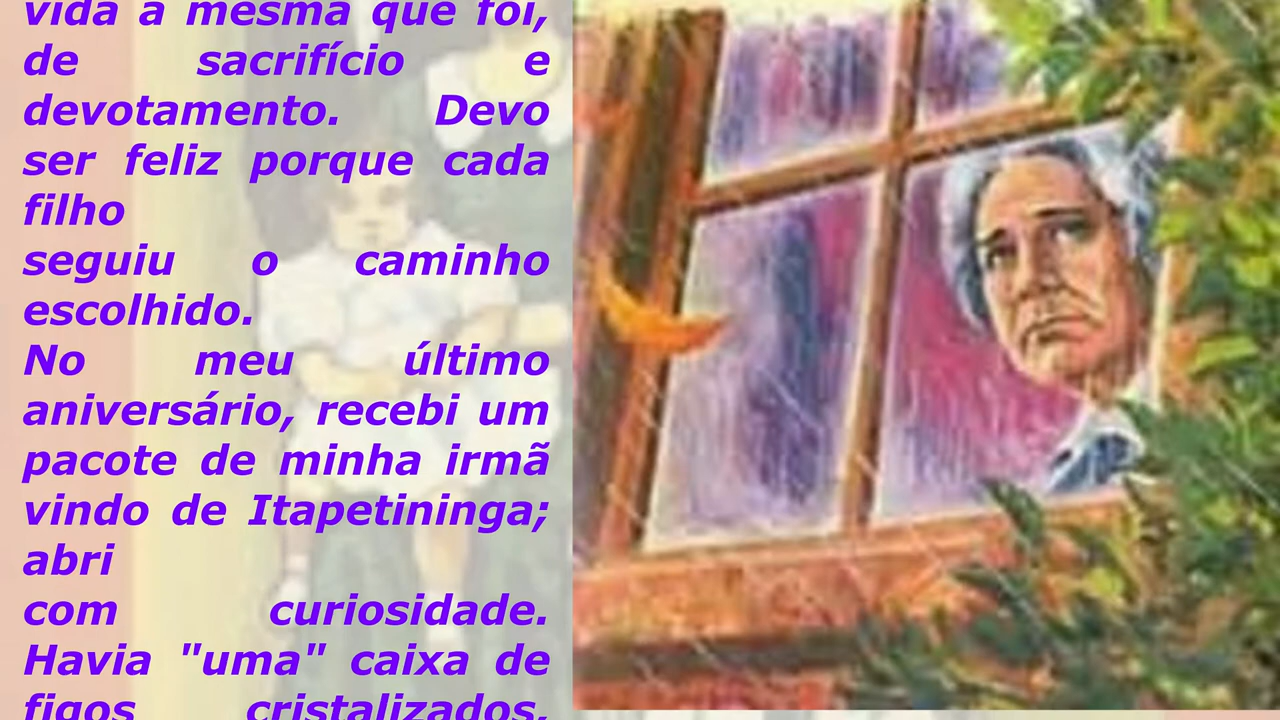 vida a mesma que foi,
de sacrifício e
devotamento. Devo
ser feliz porque cada
filho
seguiu o caminho
escolhido.
No meu último
aniversário, recebi um
pacote de minha irmã
vindo de Itapetininga;
abri
com curiosidade.
Havia "uma" caixa de
figos cristalizados,